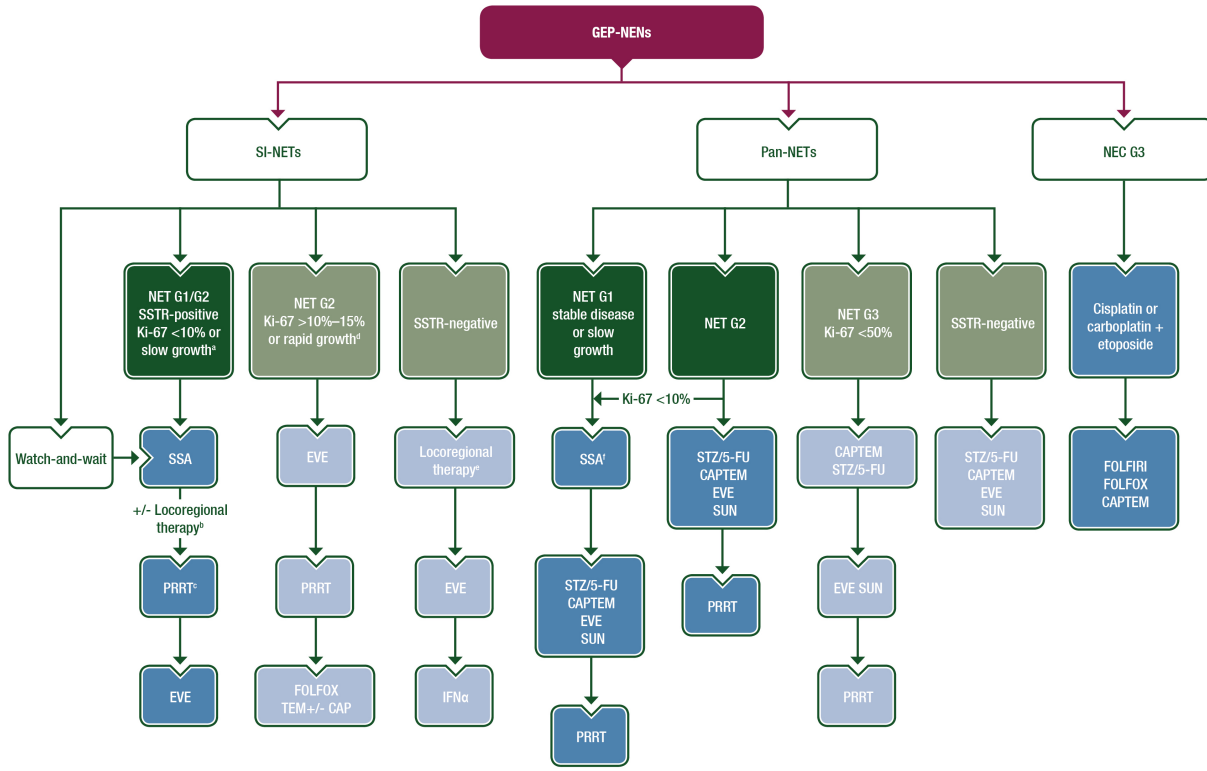 GEP-NENs
SI-NETs
Pan-NETs
NEC G3
NET G1/G2
SSTR-positive
Ki-67 <10% or
slow growthᵃ
NET G2
Ki-67 >10%–15%
or rapid growthᵈ
SSTR-negative
NET G1
stable disease
or slow
growth
NET G2
NET G3
Ki-67 <50%
SSTR-negative
Cisplatin or
carboplatin +
etoposide
Ki-67 <10%
Watch-and-wait
SSA
EVE
Locoregional
therapyᵉ
SSAᶠ
STZ/5-FU
CAPTEM
EVE
SUN
CAPTEM
STZ/5-FU
STZ/5-FU
CAPTEM
EVE
SUN
FOLFIRI
FOLFOX
CAPTEM
+/- Locoregional
therapyᵇ
PRRTᶜ
PRRT
EVE
STZ/5-FU
CAPTEM
EVE
SUN
PRRT
EVE SUN
EVE
FOLFOX
TEM+/- CAP
IFNα
PRRT
PRRT